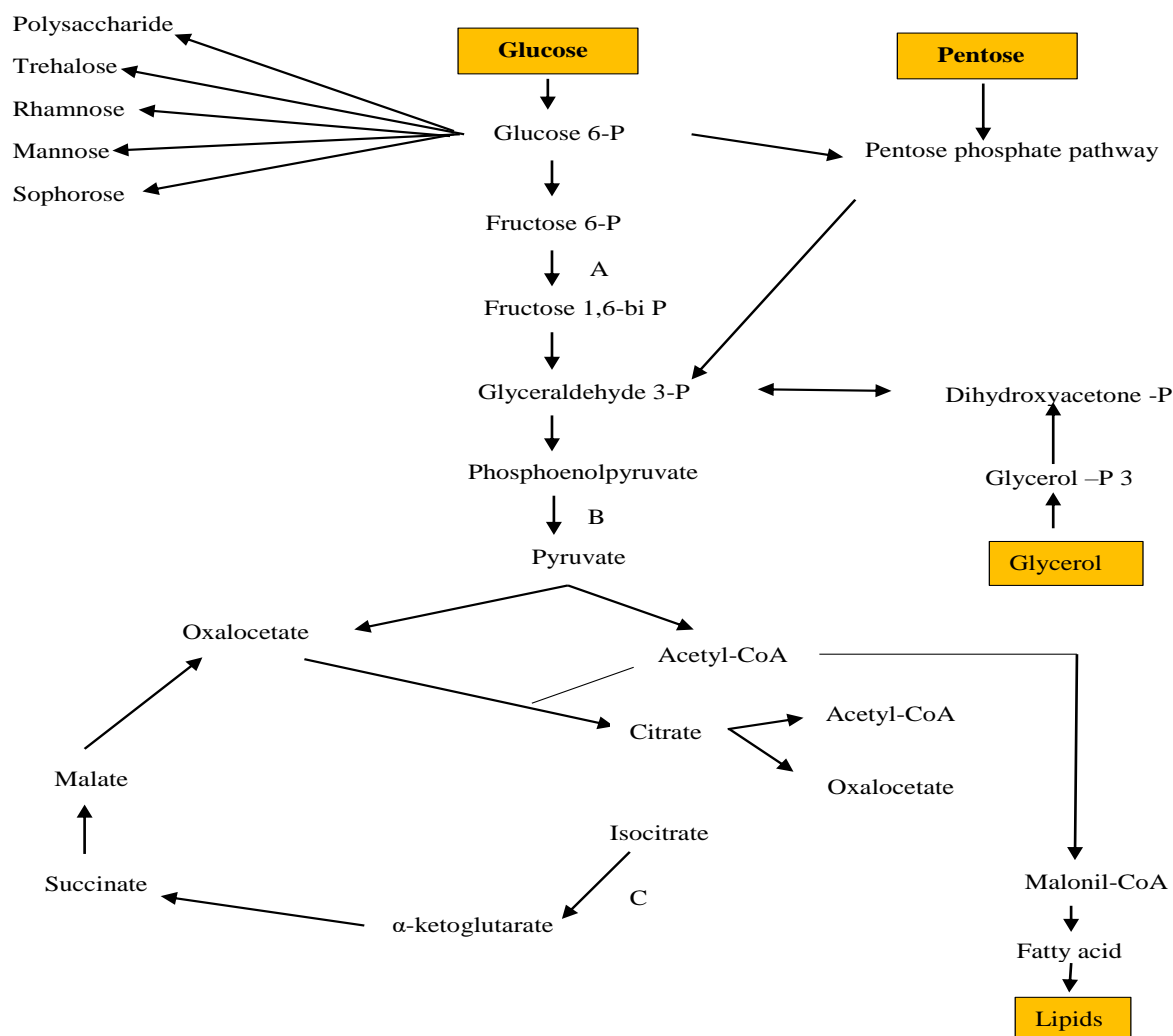 Polysaccharide
Glucose
Pentose
Trehalose
Rhamnose
Glucose 6-P
Mannose
Pentose phosphate pathway
Sophorose
Fructose 6-P
A
Fructose 1,6-bi P
Glyceraldehyde 3-P
Dihydroxyacetone -P
Phosphoenolpyruvate
Glycerol –P 3
B
Pyruvate
Glycerol
Oxalocetate
Acetyl-CoA
Acetyl-CoA
Citrate
Malate
Oxalocetate
Isocitrate
Succinate
C
Malonil-CoA
α-ketoglutarate
Fatty acid
Lipids